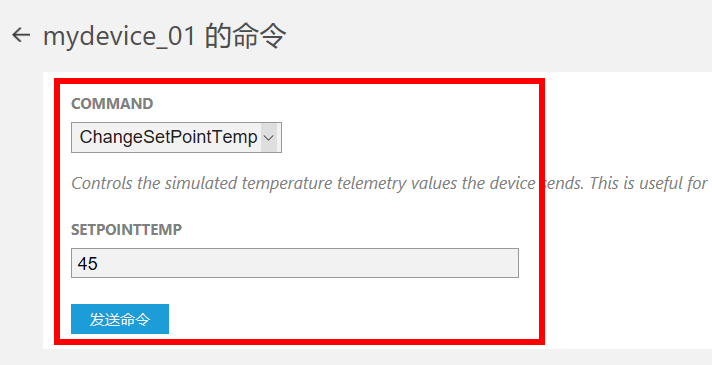 mydevice_01 的命令
COMMAND
ChangeSetPointTemp
Controls the simulated temperature telemetry values the device sends. This is useful for
SETPOINTTEMP
45
发送命令